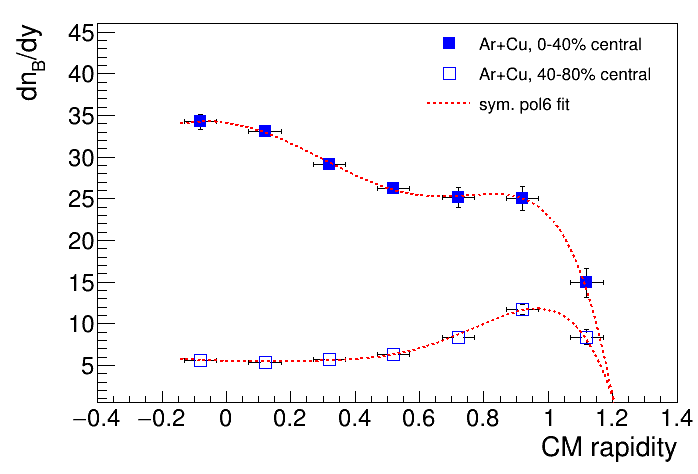 dn_B/dy
45
40
35
30
25
20
15
10
5
−0.4 −0.2 0 0.2 0.4 0.6 0.8 1 1.2 1.4
CM rapidity
Ar+Cu, 0-40% central
Ar+Cu, 40-80% central
sym. pol6 fit